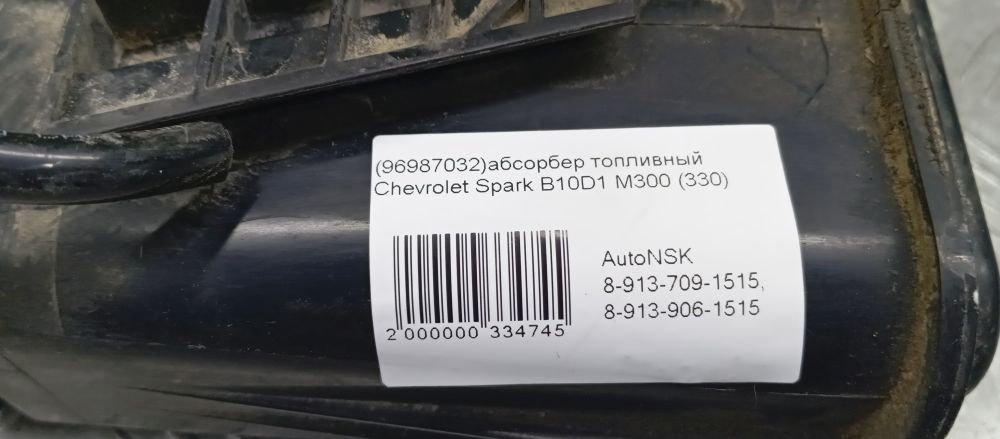 (96987032)абсорбер топливный
Chevrolet Spark B10D1 M300 (330)
AutoNSK
8-913-709-1515,
8-913-906-1515
2 000000 334745